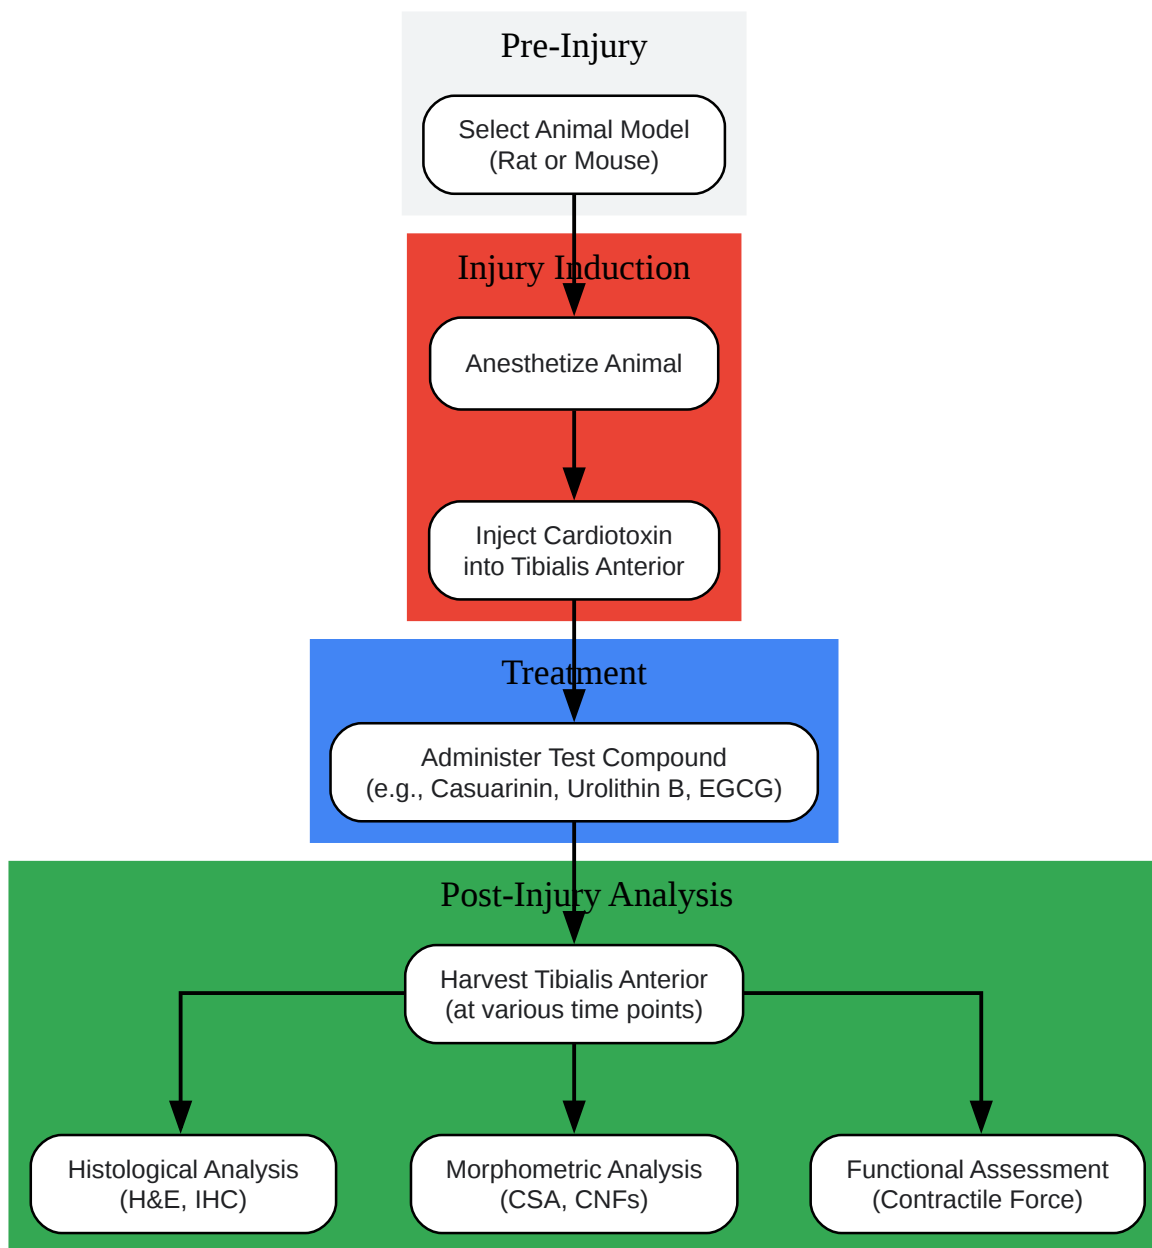 Pre-Injury
Select Animal Model
(Rat or Mouse)
Injury Induction
Anesthetize Animal
Inject Cardiotoxin
into Tibialis Anterior
Treatment
Administer Test Compound
(e.g., Casuarinin, Urolithin B, EGCG)
Post-Injury Analysis
Harvest Tibialis Anterior
(at various time points)
Histological Analysis
(H&E, IHC)
Morphometric Analysis
(CSA, CNFs)
Functional Assessment
(Contractile Force)